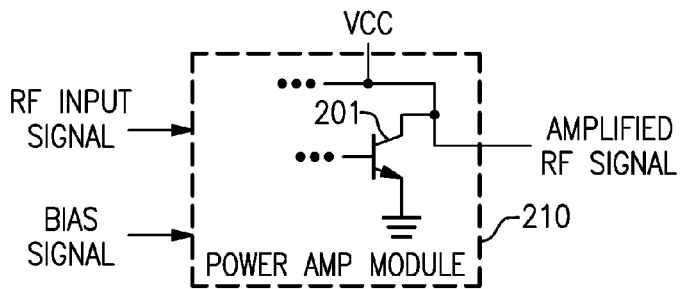 VCC
RF INPUT
SIGNAL
201
AMPLIFIED
RF SIGNAL
BIAS
SIGNAL
210
POWER AMP MODULE